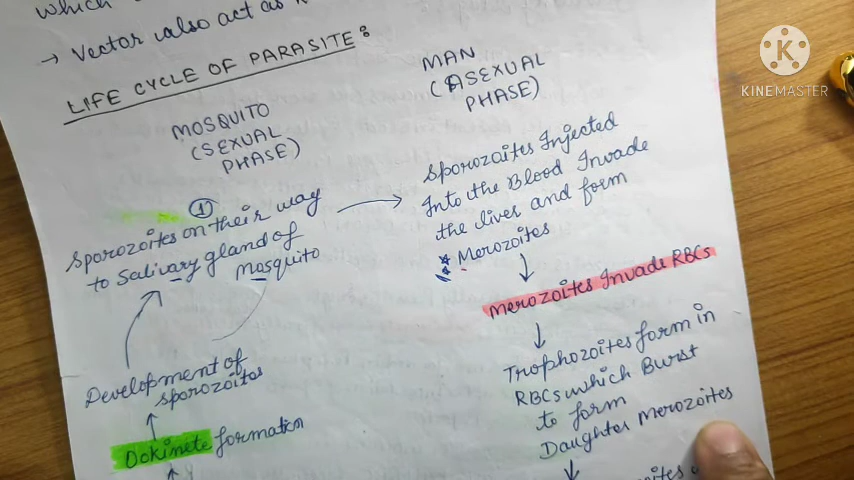 which
→ Vector also act as
LIFE CYCLE OF PARASITE:
MOSQUITO
(SEXUAL
PHASE)
MAN
(ASEXUAL
PHASE)
①
Sporozoites on their way
to Salivary gland of
Mosquito
Sporozoites Injected
Into the Blood Invade
the liver and form
Merozoites
Merozoites Invade RBCs
Trophozoites form in
RBCs which Burst
to form
Daughter Merozoites
Development of
Sporozoites
Ookinete formation
KINEMASTER